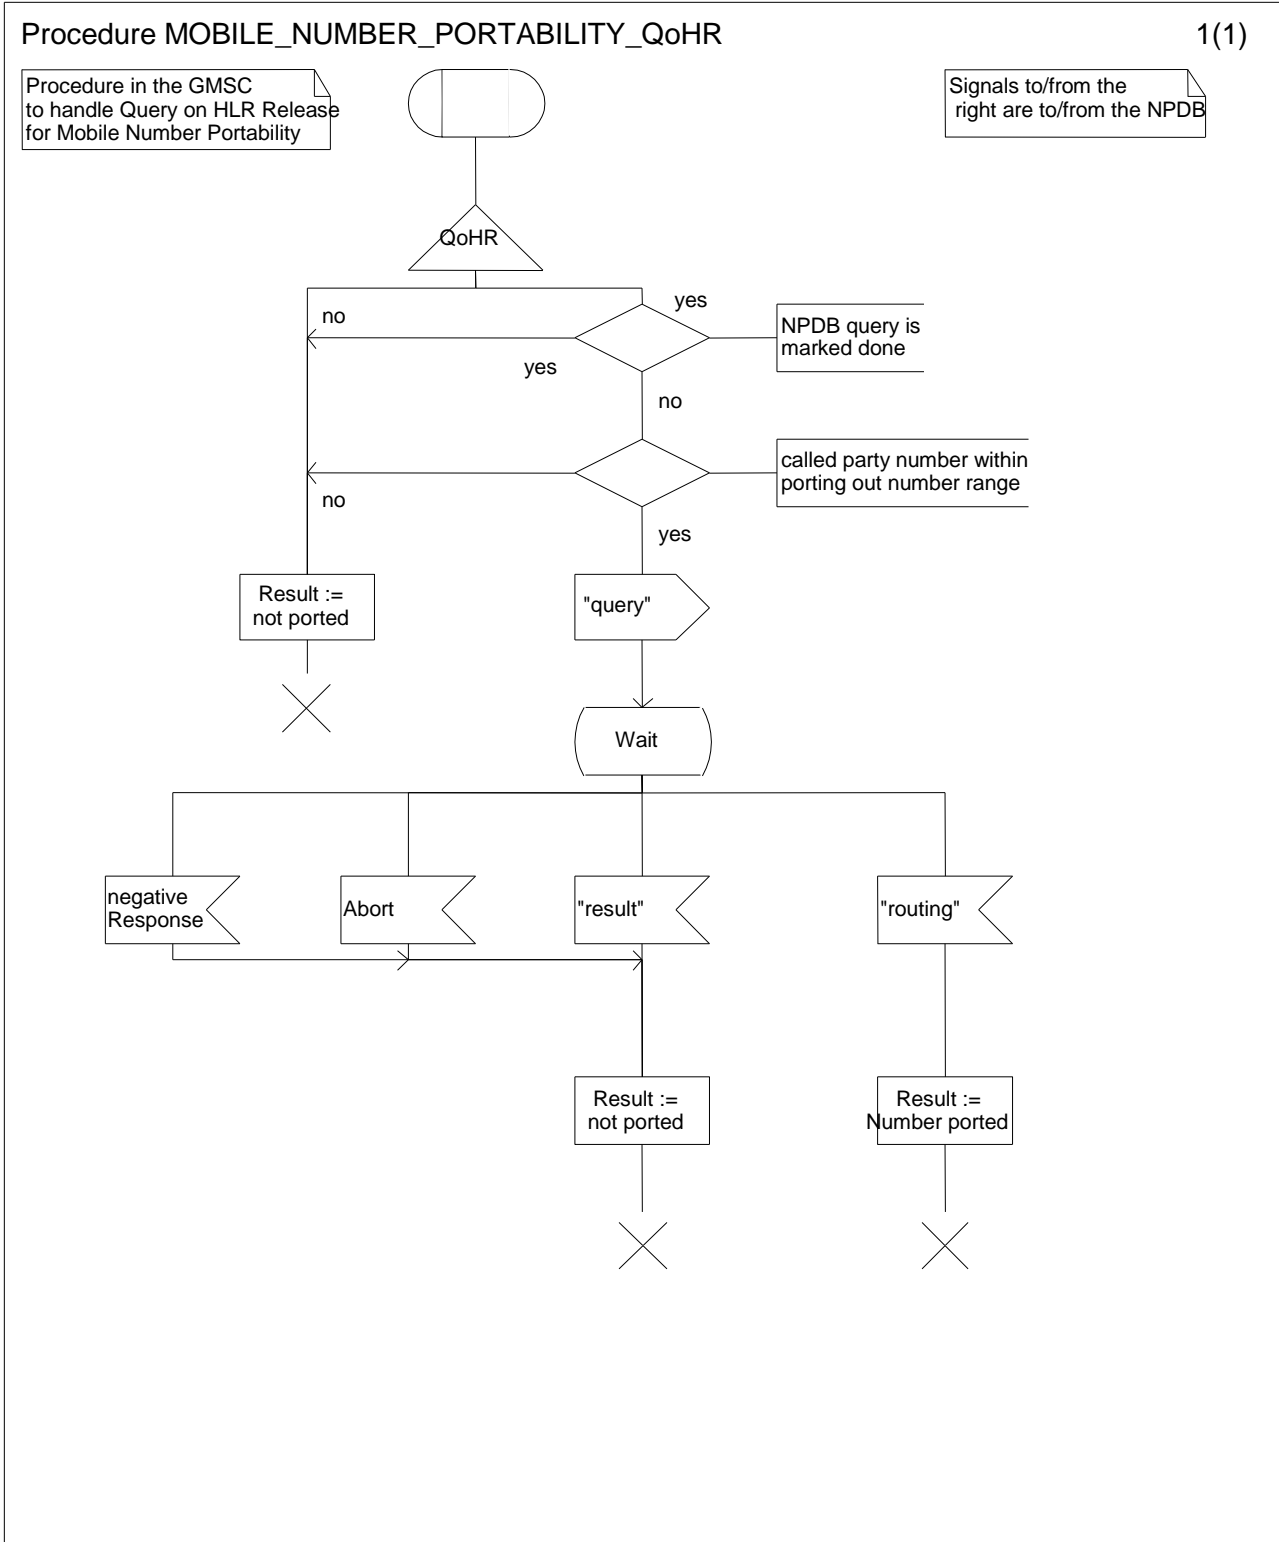 Procedure MOBILE_NUMBER_PORTABILITY_QoHR
1(1)
Procedure in the GMSC
to handle Query on HLR Release
for Mobile Number Portability
Signals to/from the
right are to/from the NPDB
QoHR
yes
no
NPDB query is
marked done
yes
no
called party number within
porting out number range
no
yes
Result :=
not ported
"query"
Wait
negative
Response
Abort
"result"
"routing"
Result :=
not ported
Result :=
Number ported